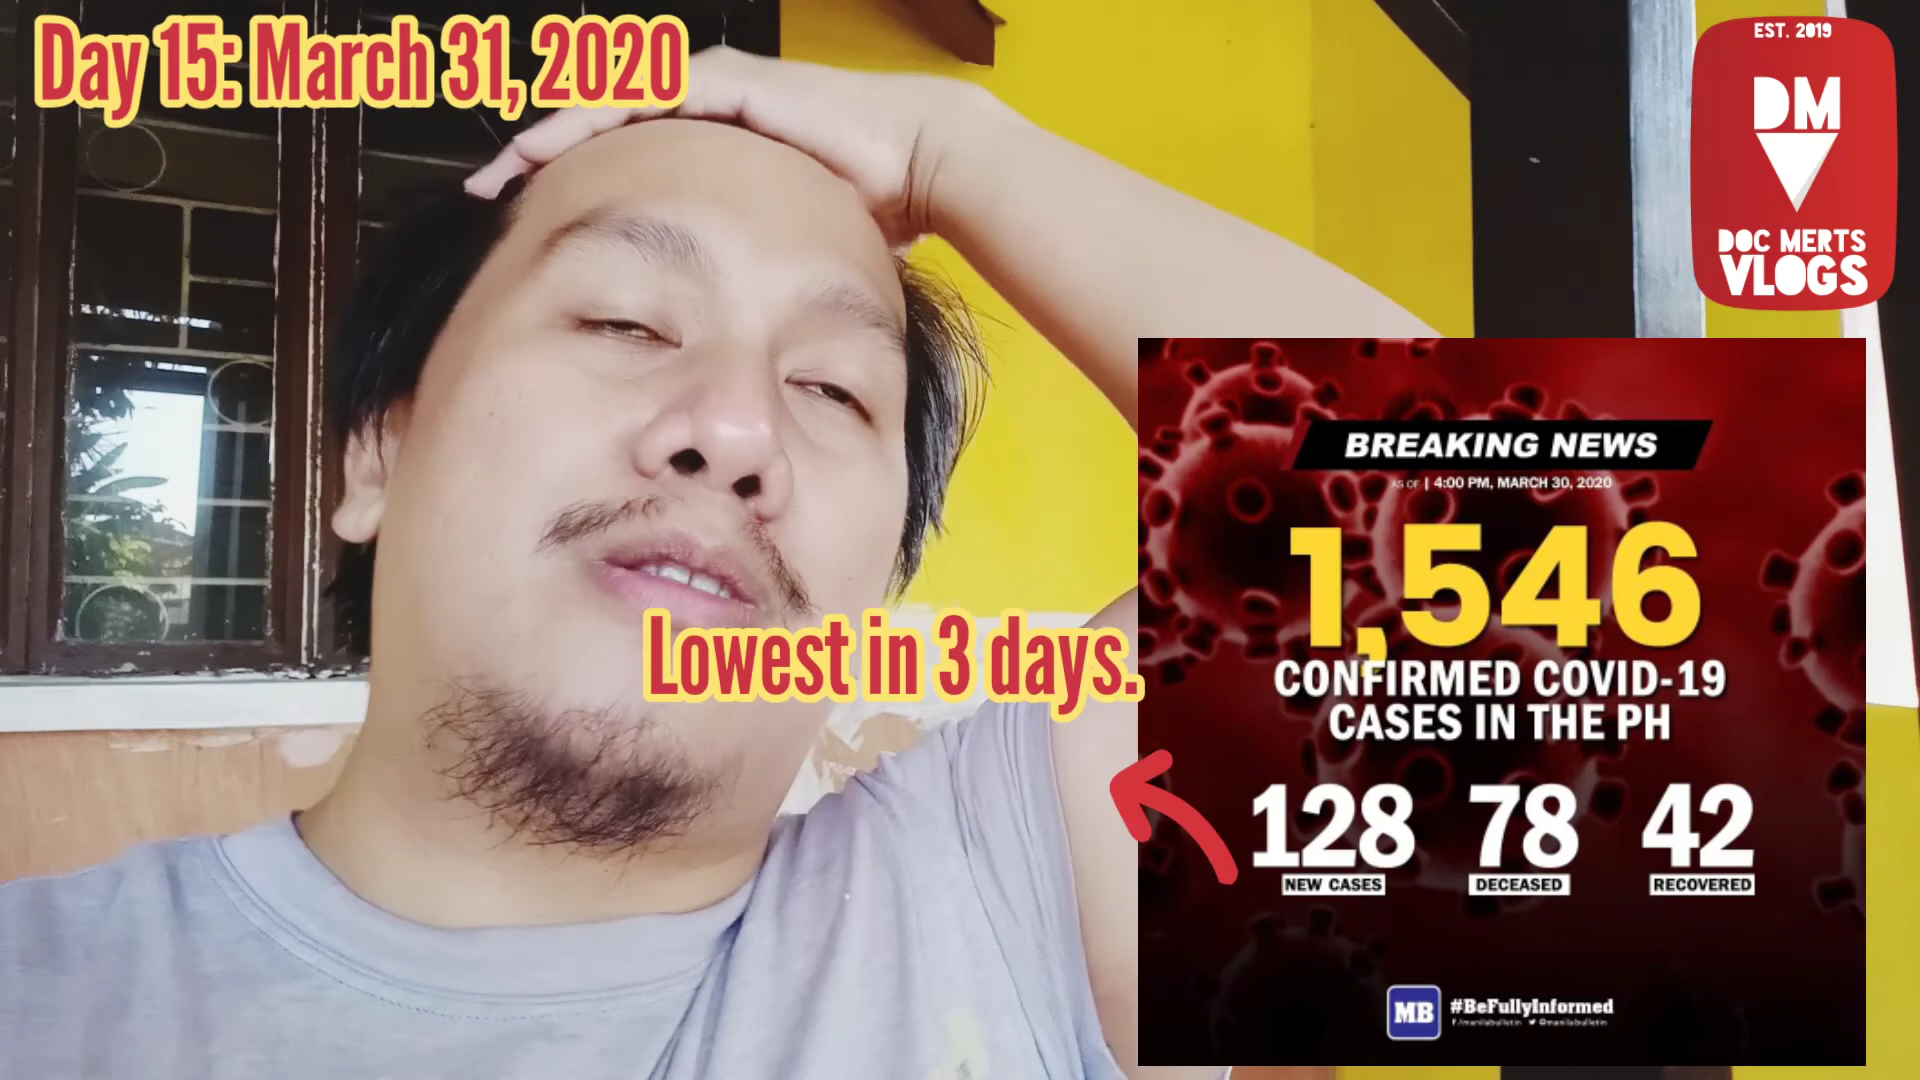 Day 15: March 31, 2020
EST. 2019
DM
DOC MERTS
VLOGS
BREAKING NEWS
AS OF | 4:00 PM, MARCH 30, 2020
1,546
CONFIRMED COVID-19
CASES IN THE PH
Lowest in 3 days.
128 78 42
NEW CASES DECEASED RECOVERED
MB #BeFullyInformed
f /manilabulletin @manilabulletin